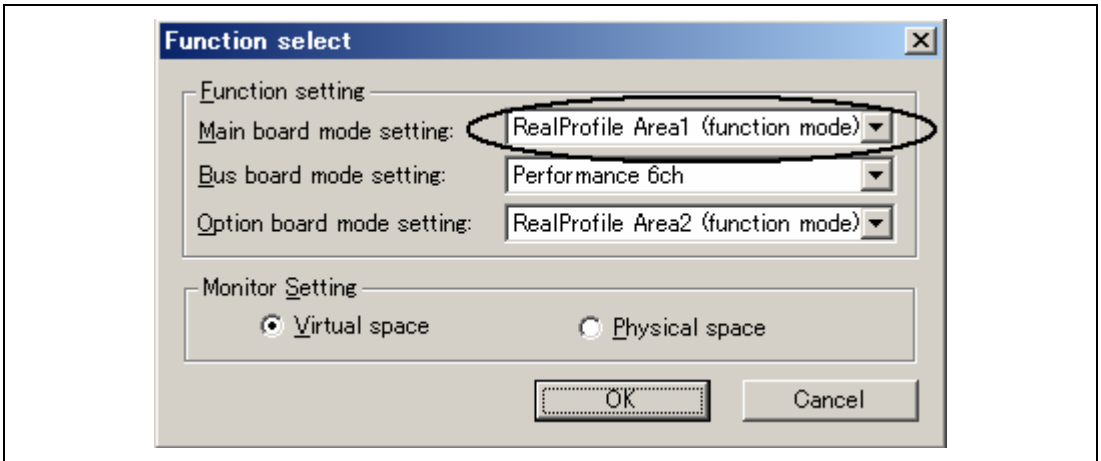 Function select
Function setting
Main board mode setting: RealProfile Area1 (function mode)
Bus board mode setting: Performance 6ch
Option board mode setting: RealProfile Area2 (function mode)
Monitor Setting
Virtual space Physical space
OK Cancel